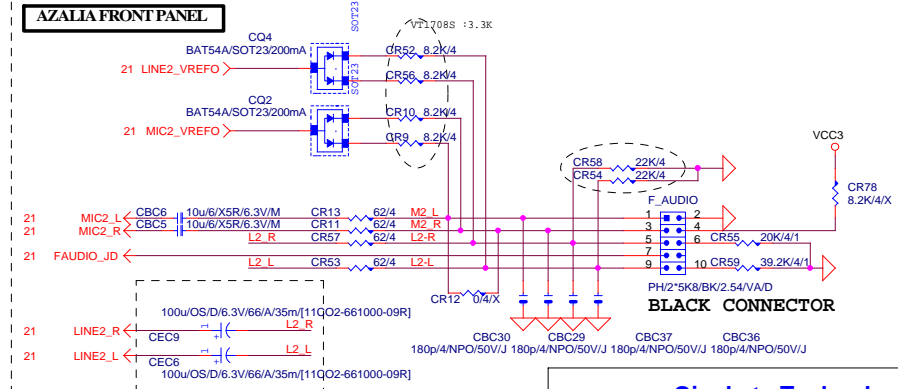 AZALIA FRONT PANEL
SOT23
VT1708S :3.3K
CQ4
BAT54A/SOT23/200mA
CR52 8.2K/4
21 LINE2_VREFO
SOT23
CR56 8.2K/4
CQ2
BAT54A/SOT23/200mA
CR10 8.2K/4
21 MIC2_VREFO
CR9 8.2K/4
VCC3
CR58 22K/4
CR54 22K/4
CR78
8.2K/4/X
F_AUDIO
21 MIC2_L CBC6 10u/6/X5R/6.3V/M CR13 62/4 M2_L 1 2
21 MIC2_R CBC5 10u/6/X5R/6.3V/M CR11 62/4 M2_R 3 4
L2_R CR57 62/4 L2-R 5 6 CR55 20K/4/1
21 FAUDIO_JD 7
L2_L CR53 62/4 L2-L 9 10 CR59 39.2K/4/1
PH/2*5K8/BK/2.54/VA/D
CR12 0/4/X
BLACK CONNECTOR
100u/OS/D/6.3V/66/A/35m/[11CO2-661000-09R]
21 LINE2_R 1 + L2_R
CEC9
CBC30 CBC29 CBC37 CBC36
180p/4/NPO/50V/J 180p/4/NPO/50V/J 180p/4/NPO/50V/J 180p/4/NPO/50V/J
21 LINE2_L 1 + L2_L
CEC6
100u/OS/D/6.3V/66/A/35m/[11CO2-661000-09R]